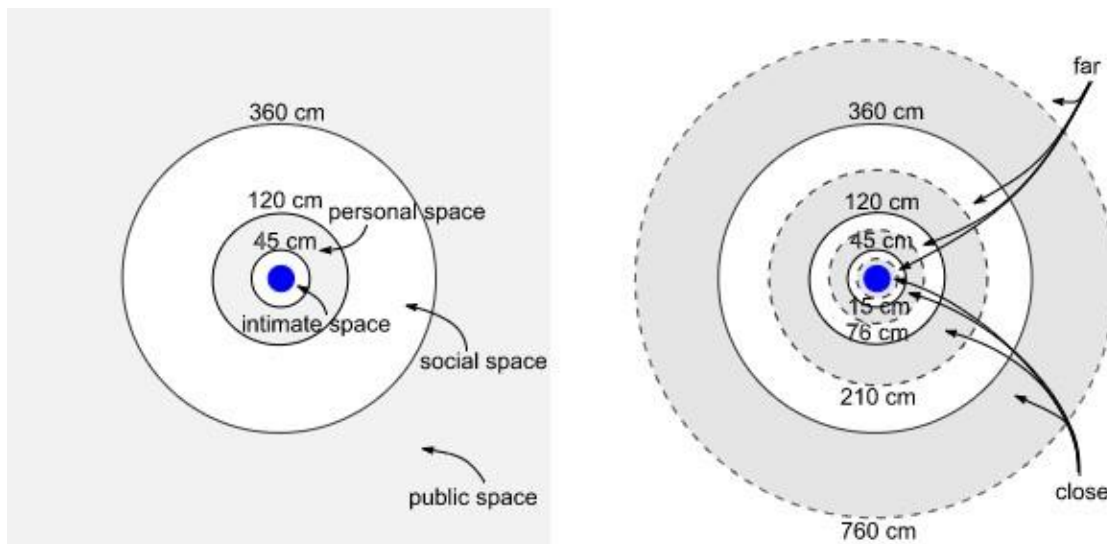 360 cm
120 cm
personal space
45 cm
intimate space
social space
public space
far
360 cm
120 cm
45 cm
15 cm
76 cm
210 cm
close
760 cm